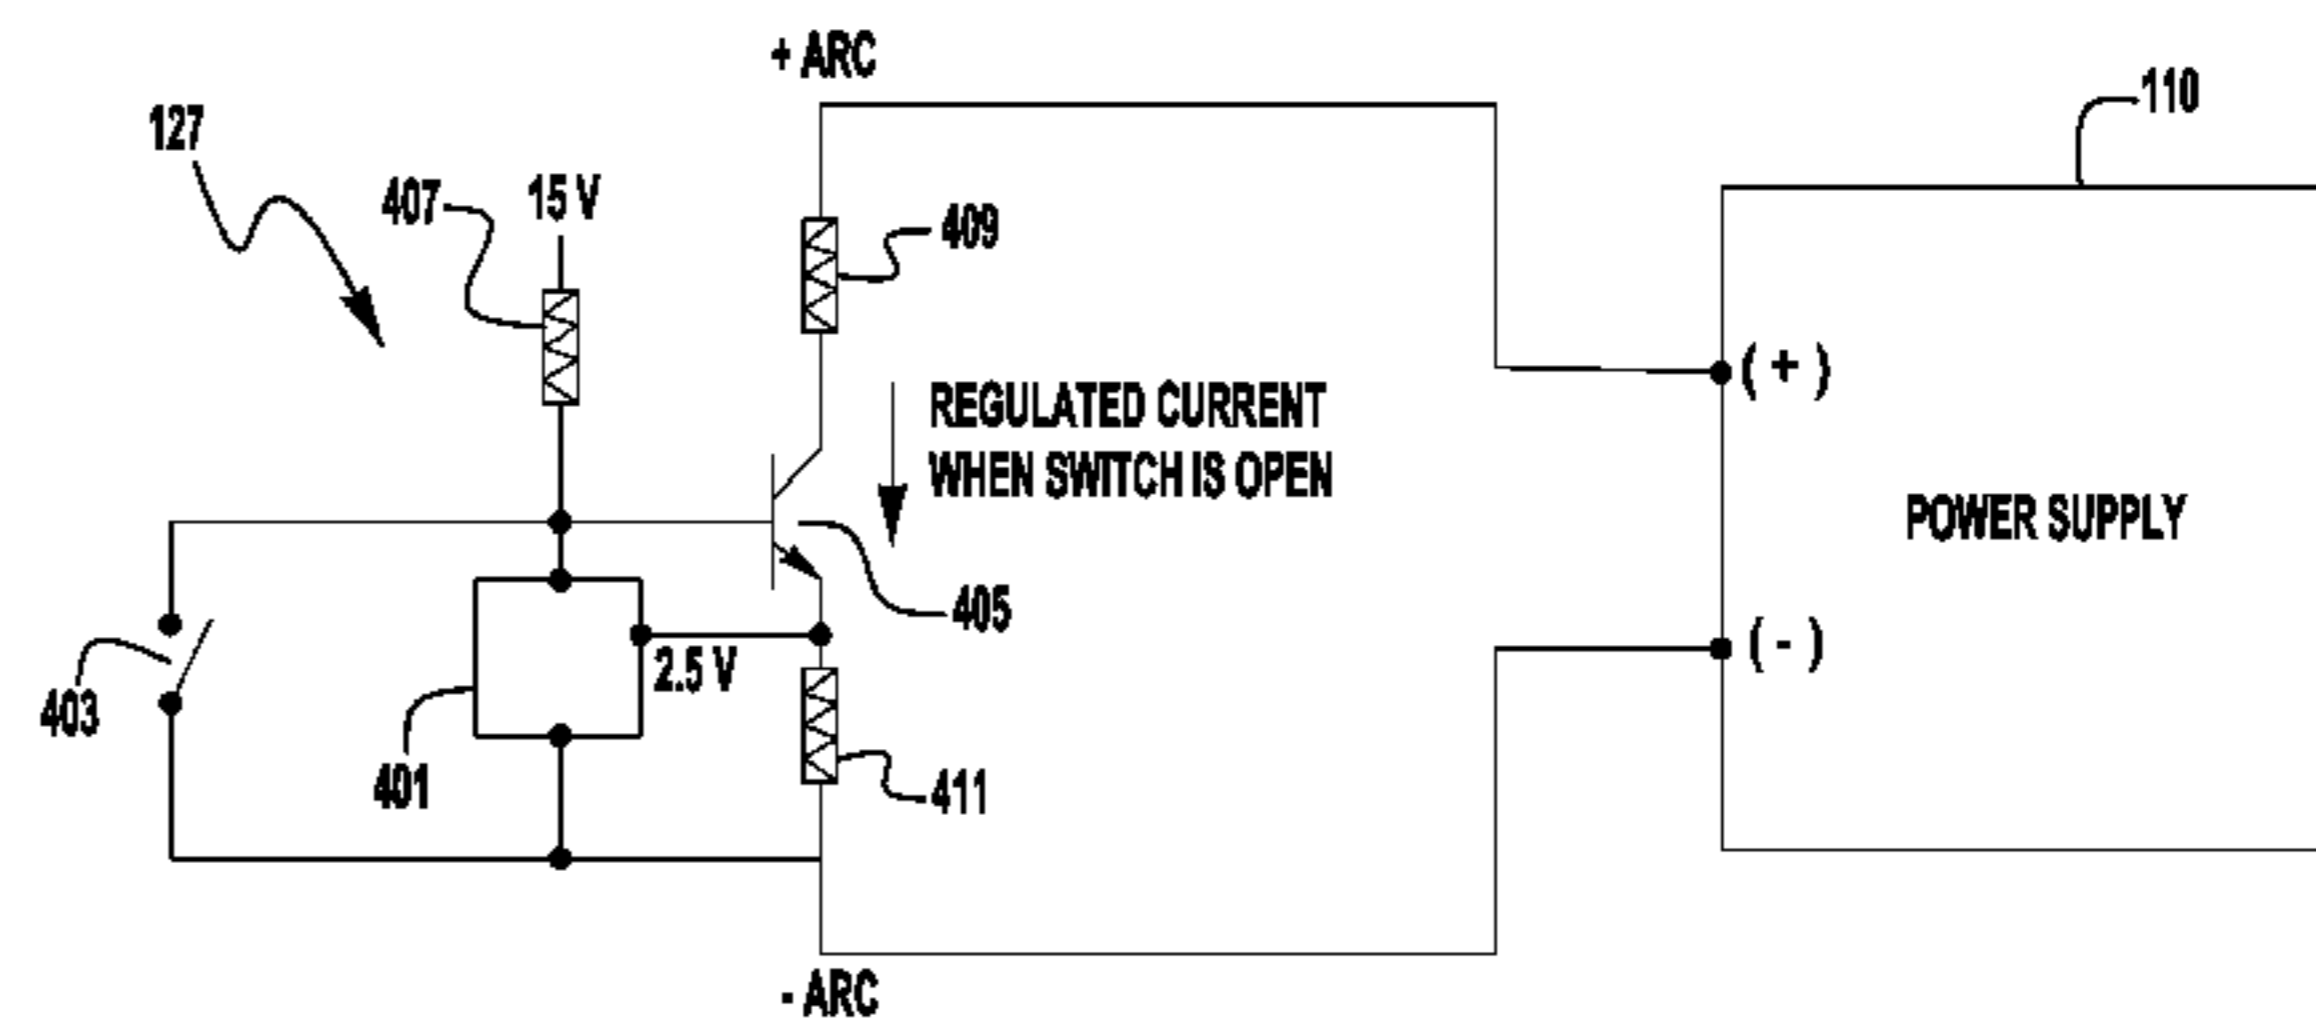 + ARC
110
127
407
15 V
409
( + )
REGULATED CURRENT
WHEN SWITCH IS OPEN
POWER SUPPLY
405
( - )
2.5 V
403
401
411
- ARC